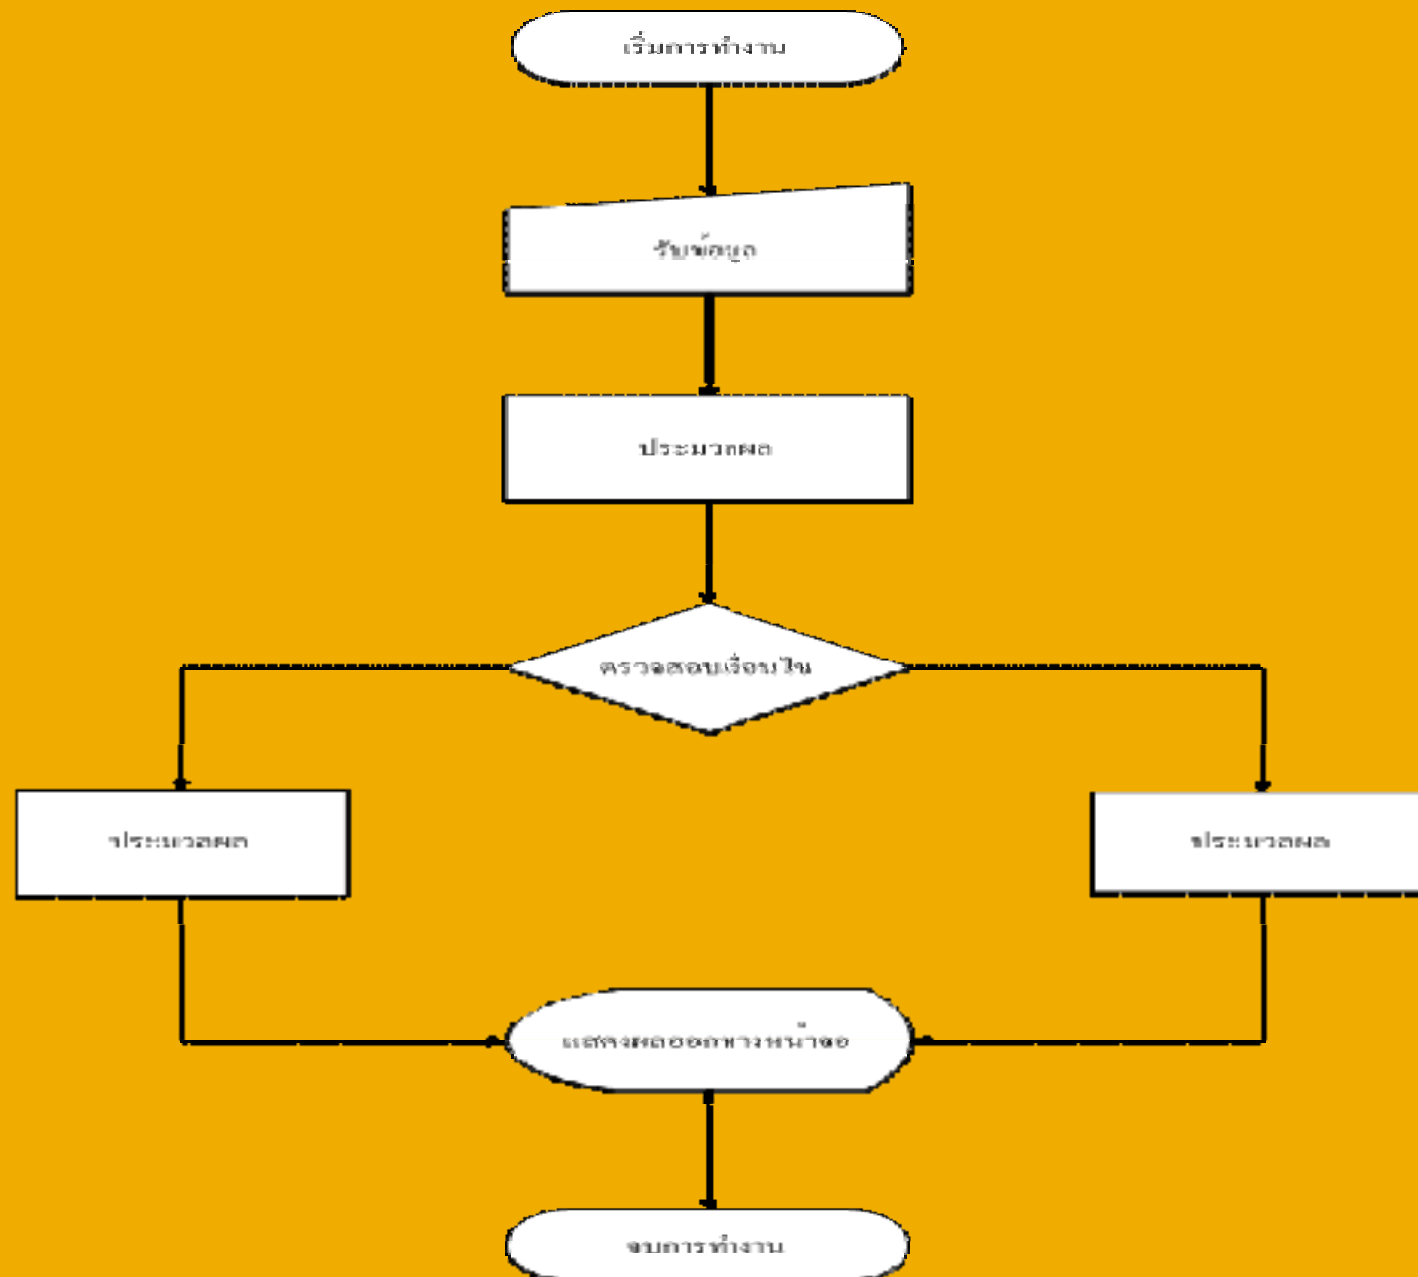 เริ่มการทำงาน
รับข้อมูล
ประมวลผล
ตรวจสอบเงื่อนไข
ประมวลผล
ประมวลผล
แสดงผลออกทางหน้าจอ
จบการทำงาน